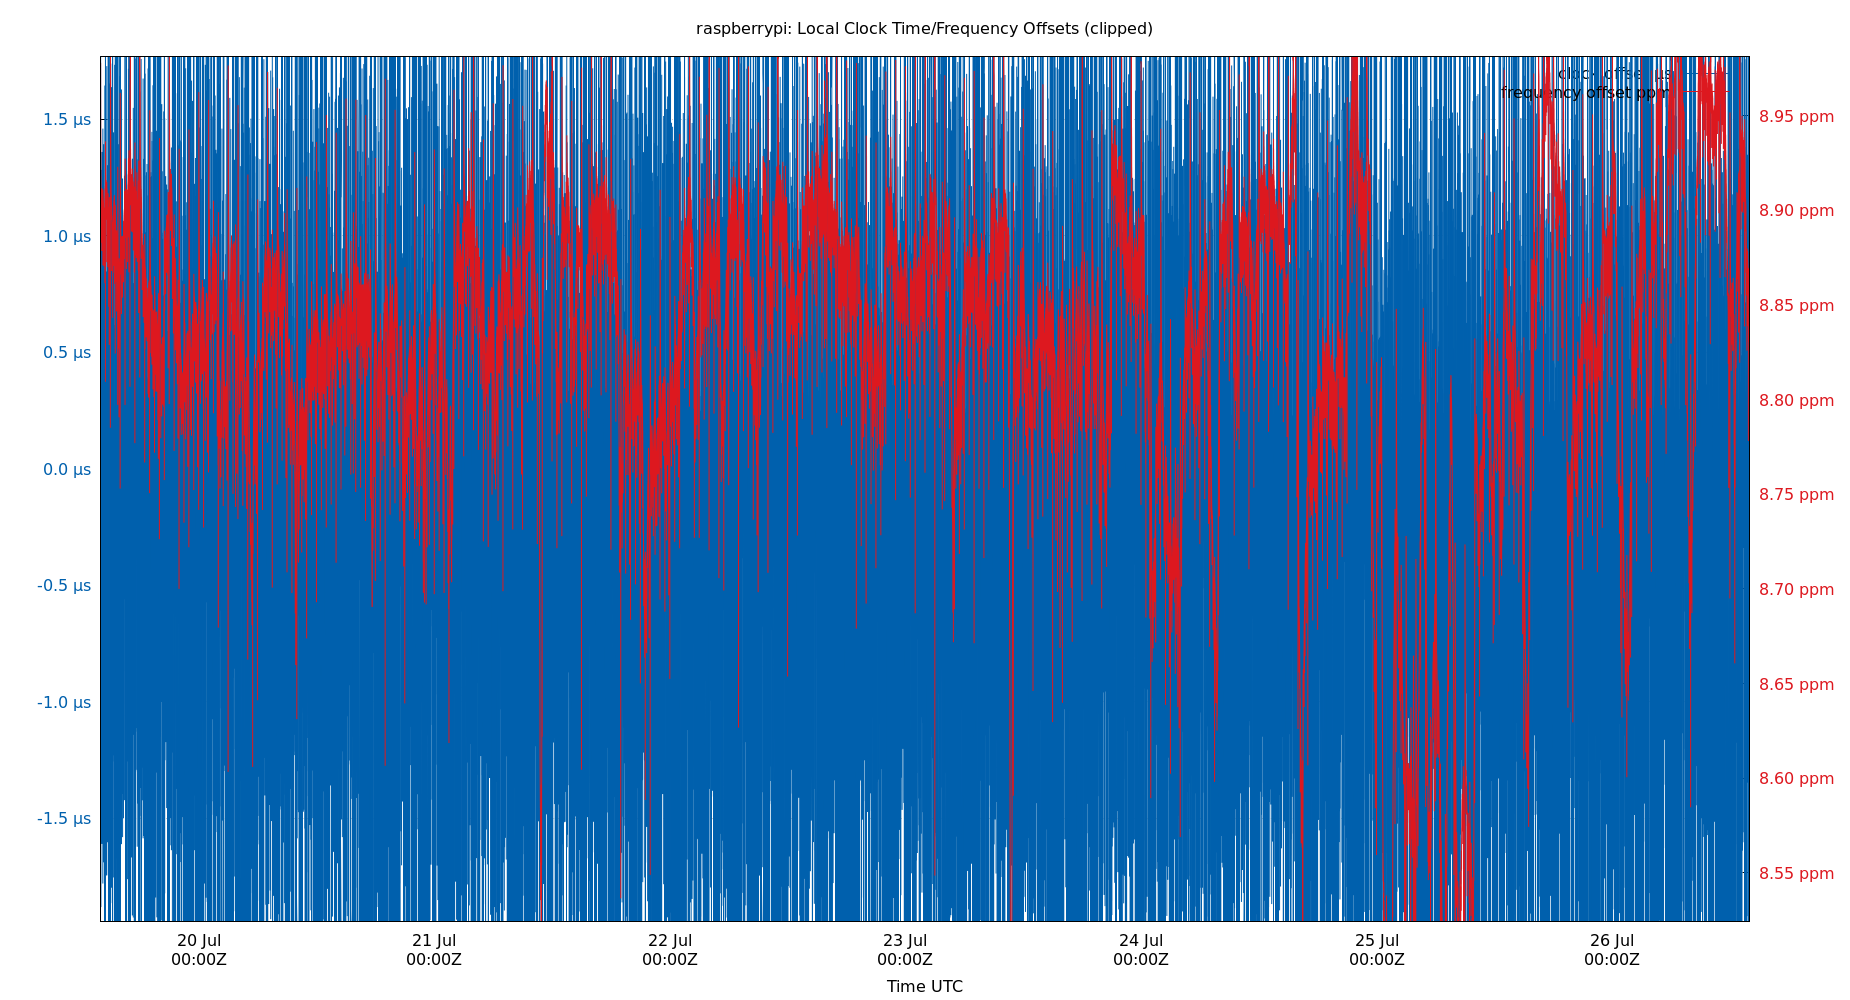 raspberrypi: Local Clock Time/Frequency Offsets (clipped)
clock offset µs
frequency offset ppm
1.5 µs
1.0 µs
0.5 µs
0.0 µs
-0.5 µs
-1.0 µs
-1.5 µs
8.95 ppm
8.90 ppm
8.85 ppm
8.80 ppm
8.75 ppm
8.70 ppm
8.65 ppm
8.60 ppm
8.55 ppm
20 Jul
00:00Z
21 Jul
00:00Z
22 Jul
00:00Z
23 Jul
00:00Z
24 Jul
00:00Z
25 Jul
00:00Z
26 Jul
00:00Z
Time UTC